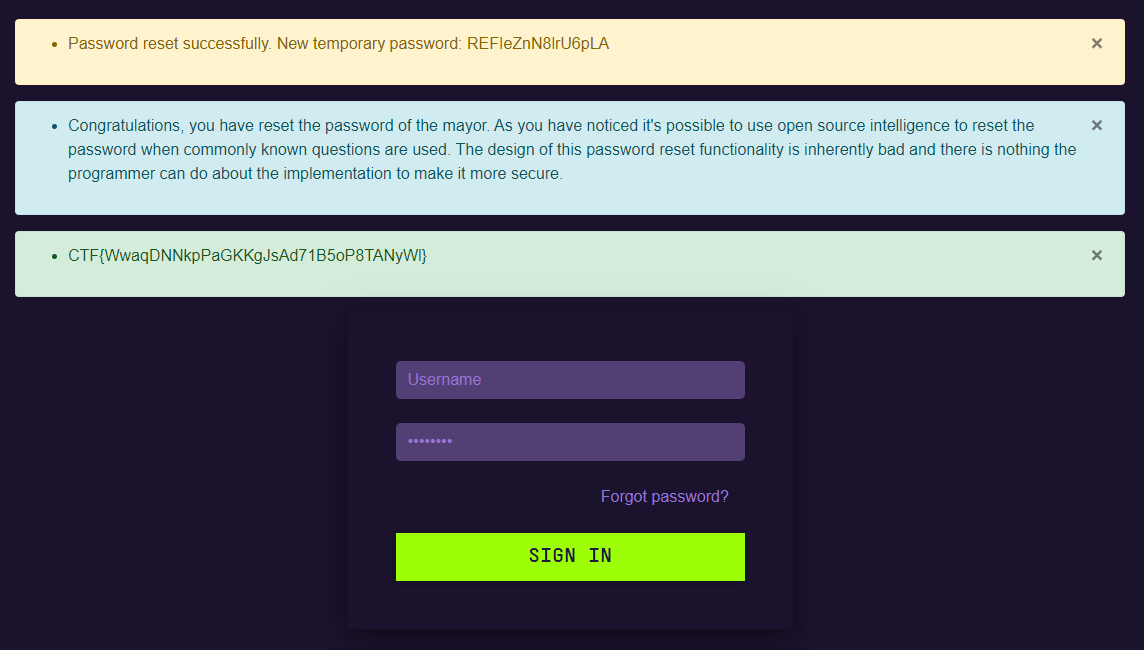 Password reset successfully. New temporary password: REFIeZnN8lrU6pLA
×
Congratulations, you have reset the password of the mayor. As you have noticed it's possible to use open source intelligence to reset the
password when commonly known questions are used. The design of this password reset functionality is inherently bad and there is nothing the
programmer can do about the implementation to make it more secure.
×
CTF{WwaqDNNkpPaGKKgJsAd71B5oP8TANyWl}
×
Username
••••••••
Forgot password?
SIGN IN